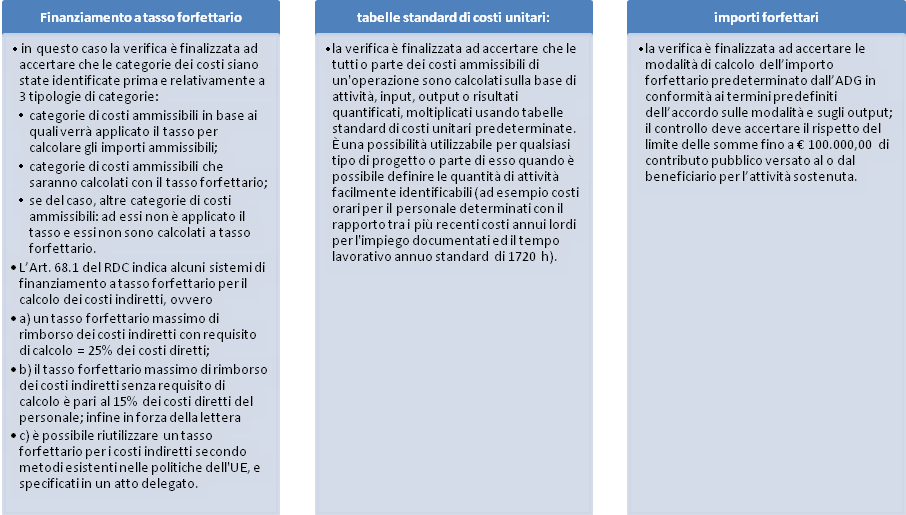 Finanziamento a tasso forfettario
• in questo caso la verifica è finalizzata ad
accertare che le categorie dei costi siano
state identificate prima e relativamente a
3 tipologie di categorie:
• categorie di costi ammissibili in base ai
quali verrà applicato il tasso per
calcolare gli importi ammissibili;
• categorie di costi ammissibili che
saranno calcolati con il tasso forfettario;
• se del caso, altre categorie di costi
ammissibili: ad essi non è applicato il
tasso e essi non sono calcolati a tasso
forfettario.
• L'Art. 68.1 del RDC indica alcuni sistemi di
finanziamento a tasso forfettario per il
calcolo dei costi indiretti, ovvero
• a) un tasso forfettario massimo di
rimborso dei costi indiretti con requisito
di calcolo = 25% dei costi diretti;
• b) il tasso forfettario massimo di rimborso
dei costi indiretti senza requisito di
calcolo è pari al 15% dei costi diretti del
personale; infine in forza della lettera
• c) è possibile riutilizzare un tasso
forfettario per i costi indiretti secondo
metodi esistenti nelle politiche dell'UE, e
specificati in un atto delegato.
tabelle standard di costi unitari:
• la verifica è finalizzata ad accertare che le
tutti o parte dei costi ammissibili di
un'operazione sono calcolati sulla base di
attività, input, output o risultati
quantificati, moltiplicati usando tabelle
standard di costi unitari predeterminate.
È una possibilità utilizzabile per qualsiasi
tipo di progetto o parte di esso quando è
possibile definire le quantità di attività
facilmente identificabili (ad esempio costi
orari per il personale determinati con il
rapporto tra i più recenti costi annui lordi
per l'impiego documentati ed il tempo
lavorativo annuo standard di 1720 h).
importi forfettari
• la verifica è finalizzata ad accertare le
modalità di calcolo dell'importo
forfettario predeterminato dall'ADG in
conformità ai termini predefiniti
dell'accordo sulle modalità e sugli output;
il controllo deve accertare il rispetto del
limite delle somme fino a € 100.000,00 di
contributo pubblico versato al o dal
beneficiario per l'attività sostenuta.